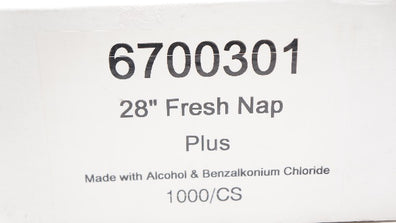 6700301
28" Fresh Nap
Plus
Made with Alcohol & Benzalkonium Chloride
1000/CS